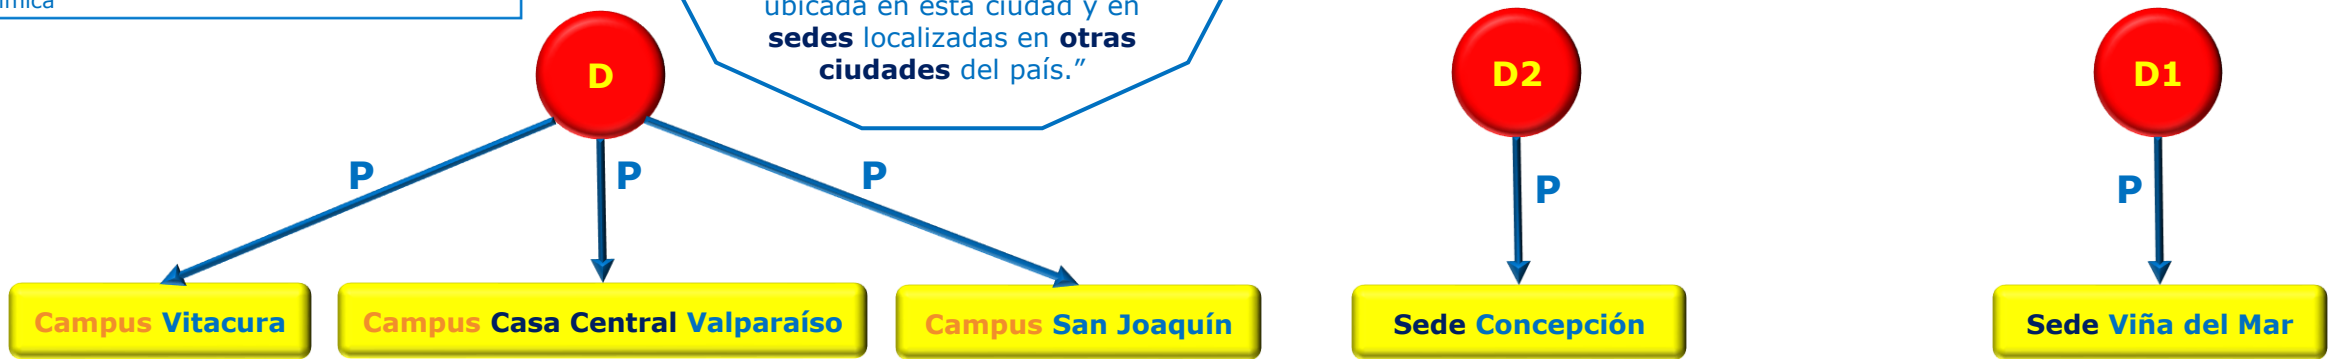 ubicada en esta ciudad y en
sedes localizadas en otras
ciudades del país.”
D
D2
D1
P
P
P
P
P
Campus Vitacura
Campus Casa Central Valparaíso
Campus San Joaquín
Sede Concepción
Sede Viña del Mar